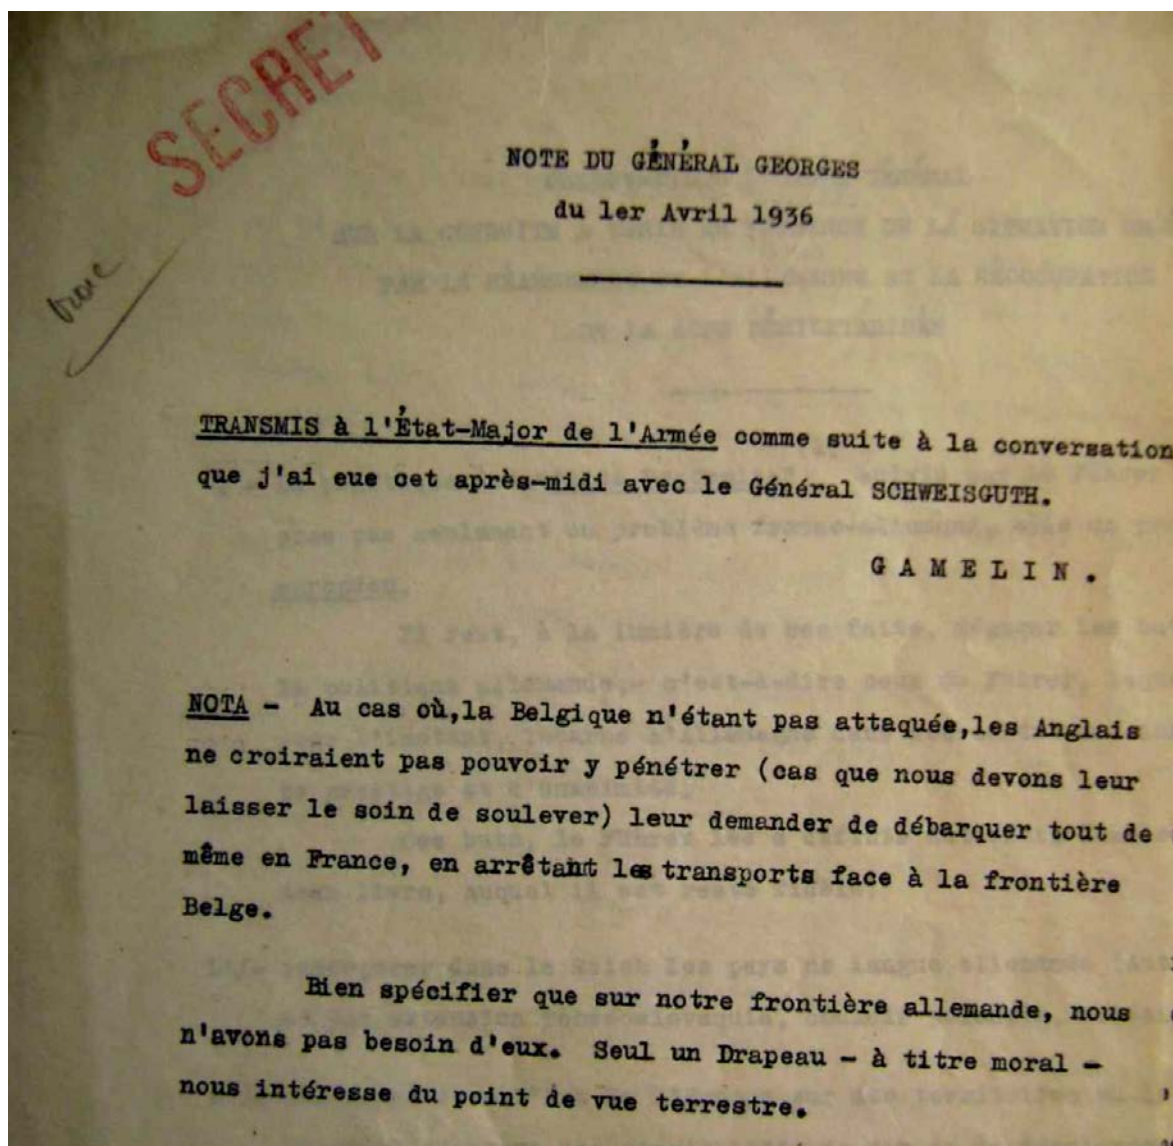 SECRET
NOTE DU GÉNÉRAL GEORGES
du 1er Avril 1936
TRANSMIS à l'État-Major de l'Armée comme suite à la conversation
que j'ai eue cet après-midi avec le Général SCHWEISGUTH.
GAMELIN.
NOTA - Au cas où,la Belgique n'étant pas attaquée,les Anglais
ne croiraient pas pouvoir y pénétrer (cas que nous devons leur
laisser le soin de soulever) leur demander de débarquer tout de
même en France, en arrêtant les transports face à la frontière
Belge.
Bien spécifier que sur notre frontière allemande, nous
n'avons pas besoin d'eux. Seul un Drapeau - à titre moral -
nous intéresse du point de vue terrestre.